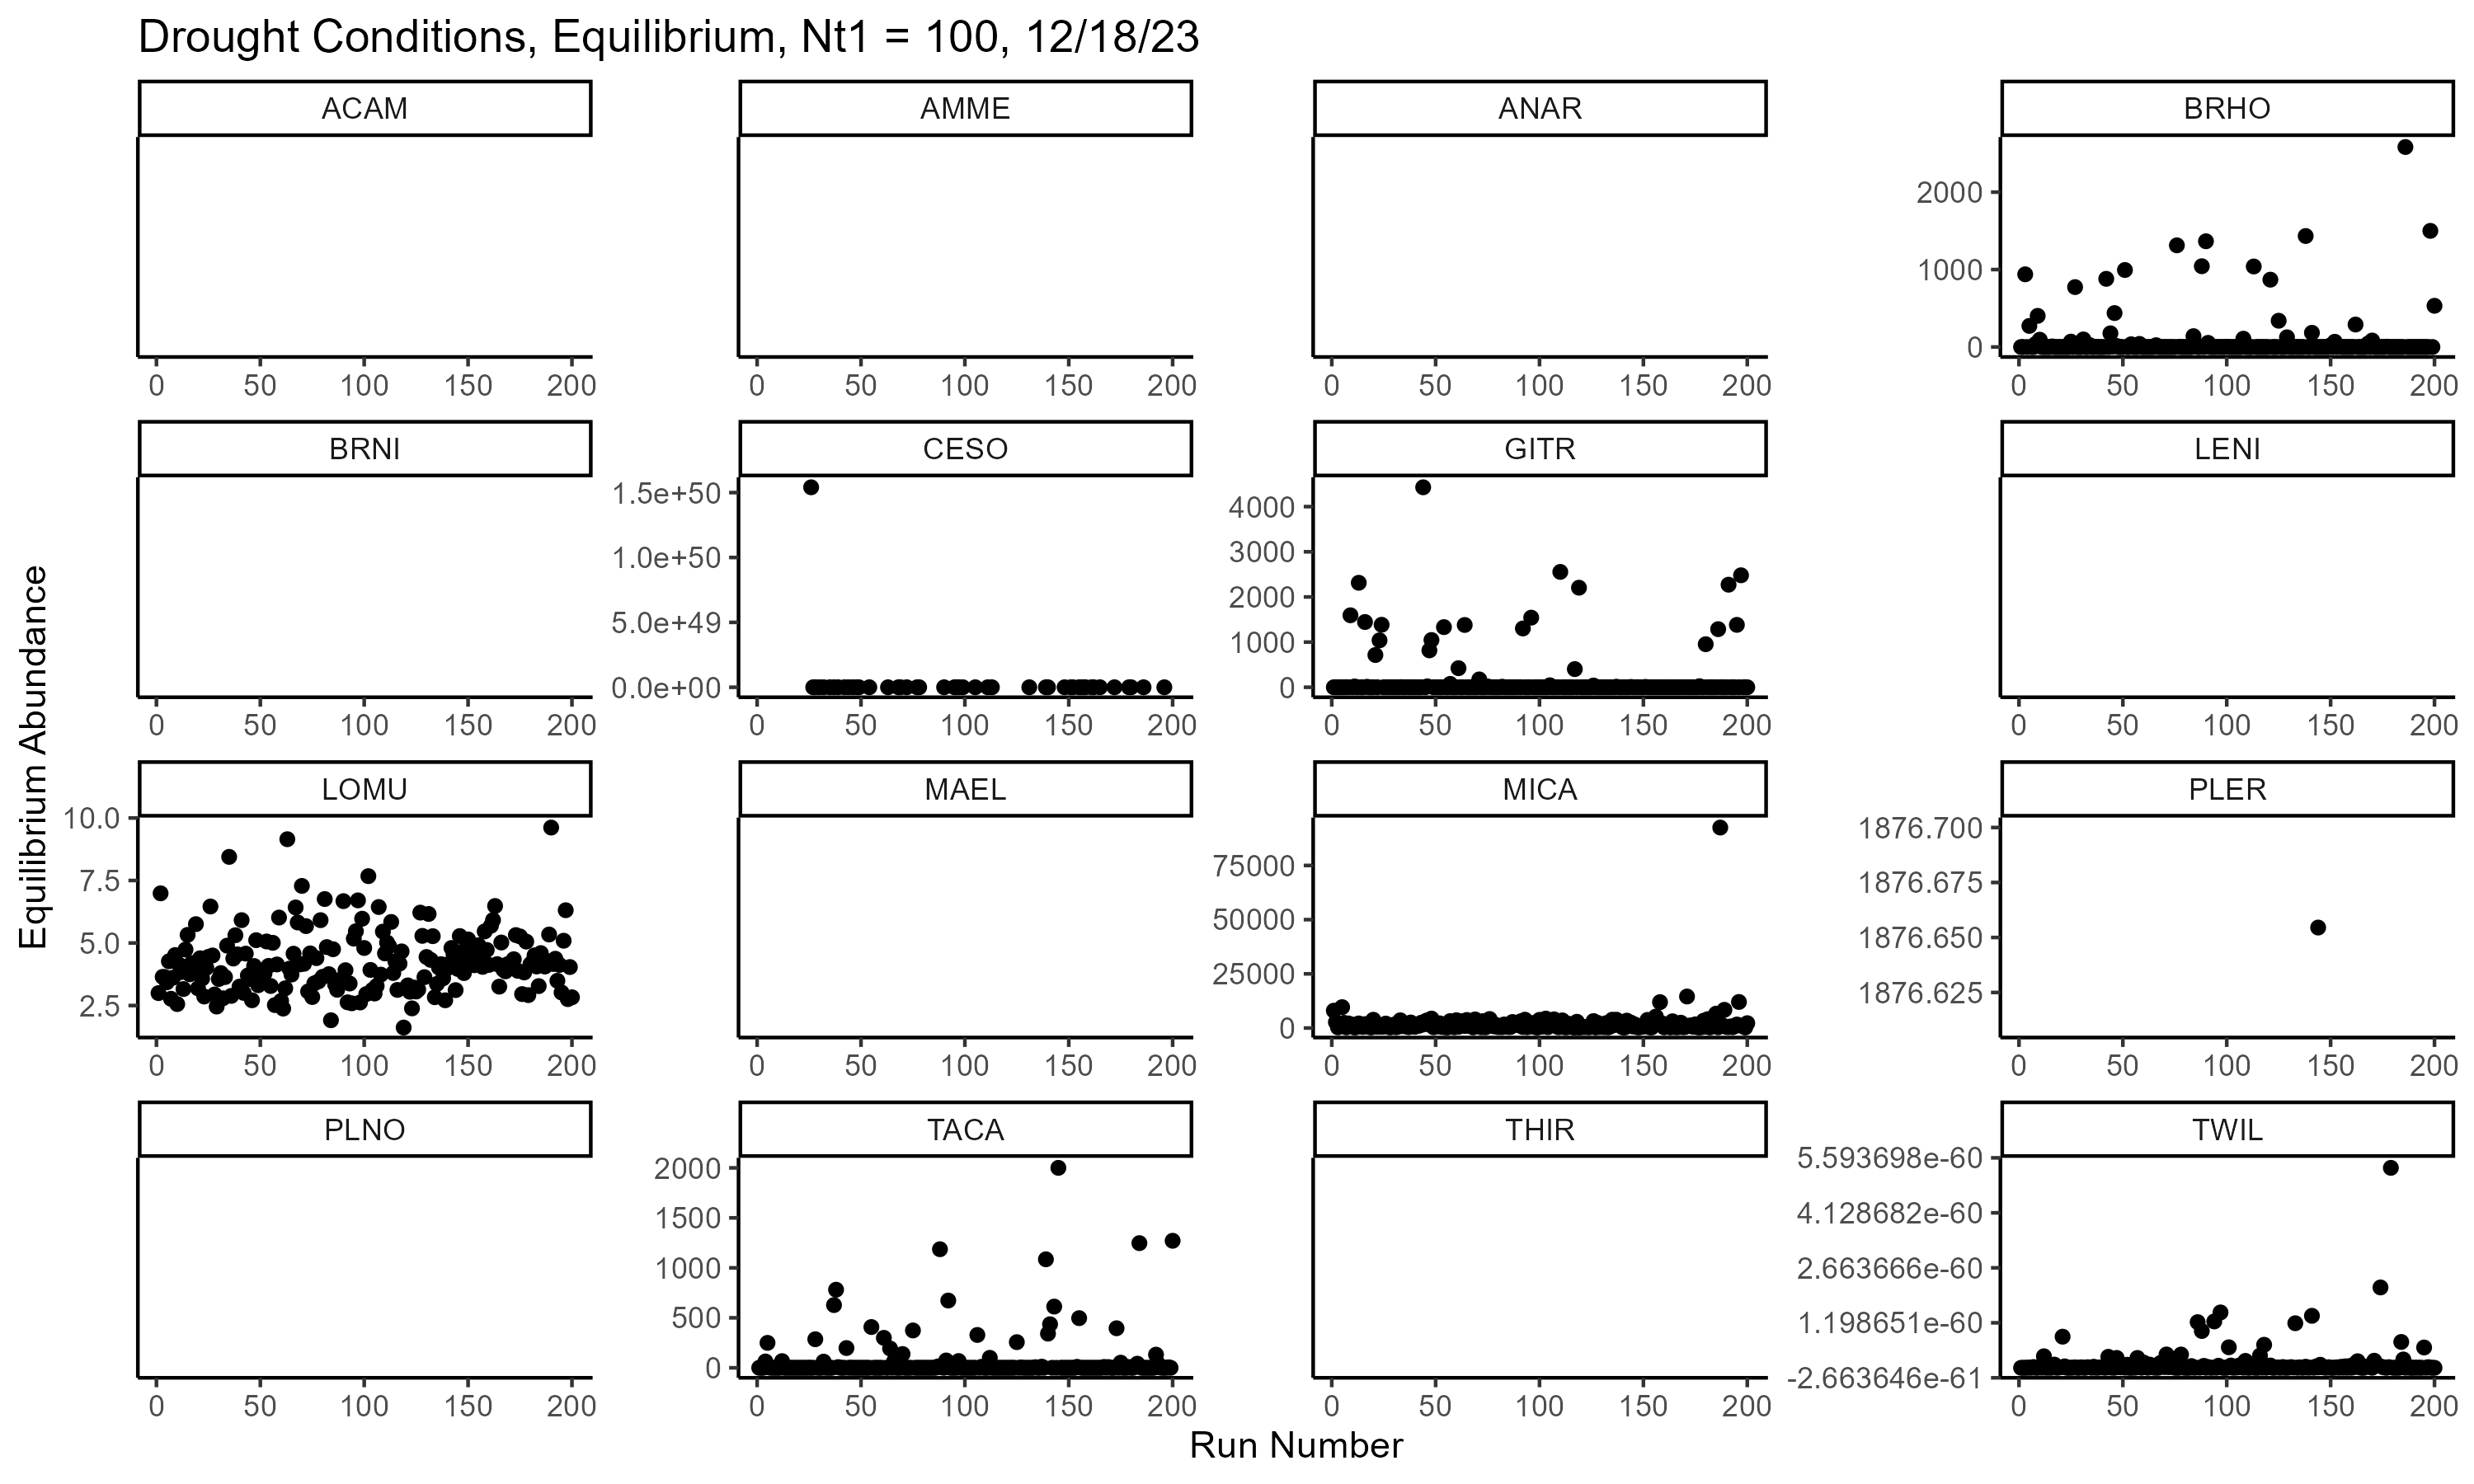 Drought Conditions, Equilibrium, Nt1 = 100, 12/18/23
ACAM AMME ANAR BRHO
2000
1000
0
0 50 100 150 200 0 50 100 150 200 0 50 100 150 200 0 50 100 150 200
BRNI CESO GITR LENI
1.5e+50 4000
1.0e+50 3000
5.0e+49 2000
0.0e+00 1000
0
0 50 100 150 200 0 50 100 150 200 0 50 100 150 200 0 50 100 150 200
Equilibrium Abundance
LOMU MAEL MICA PLER
10.0 75000 1876.700
7.5 50000 1876.675
5.0 25000 1876.650
2.5 0 1876.625
0 50 100 150 200 0 50 100 150 200 0 50 100 150 200 0 50 100 150 200
PLNO TACA THIR TWIL
2000 5.593698e-60
1500 4.128682e-60
1000 2.663666e-60
500 1.198651e-60
0 -2.663646e-61
0 50 100 150 200 0 50 100 150 200 0 50 100 150 200 0 50 100 150 200
Run Number